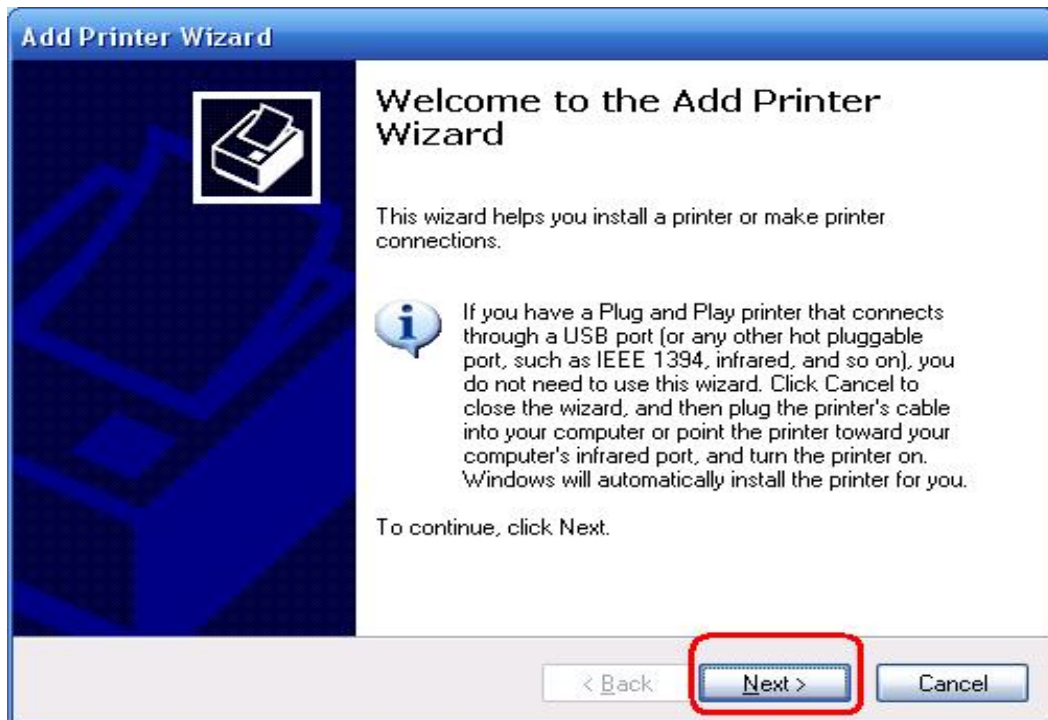 Add Printer Wizard
Welcome to the Add Printer
Wizard
This wizard helps you install a printer or make printer
connections.
If you have a Plug and Play printer that connects
through a USB port (or any other hot pluggable
port, such as IEEE 1394, infrared, and so on), you
do not need to use this wizard. Click Cancel to
close the wizard, and then plug the printer's cable
into your computer or point the printer toward your
computer's infrared port, and turn the printer on.
Windows will automatically install the printer for you.
To continue, click Next.
< Back Next > Cancel